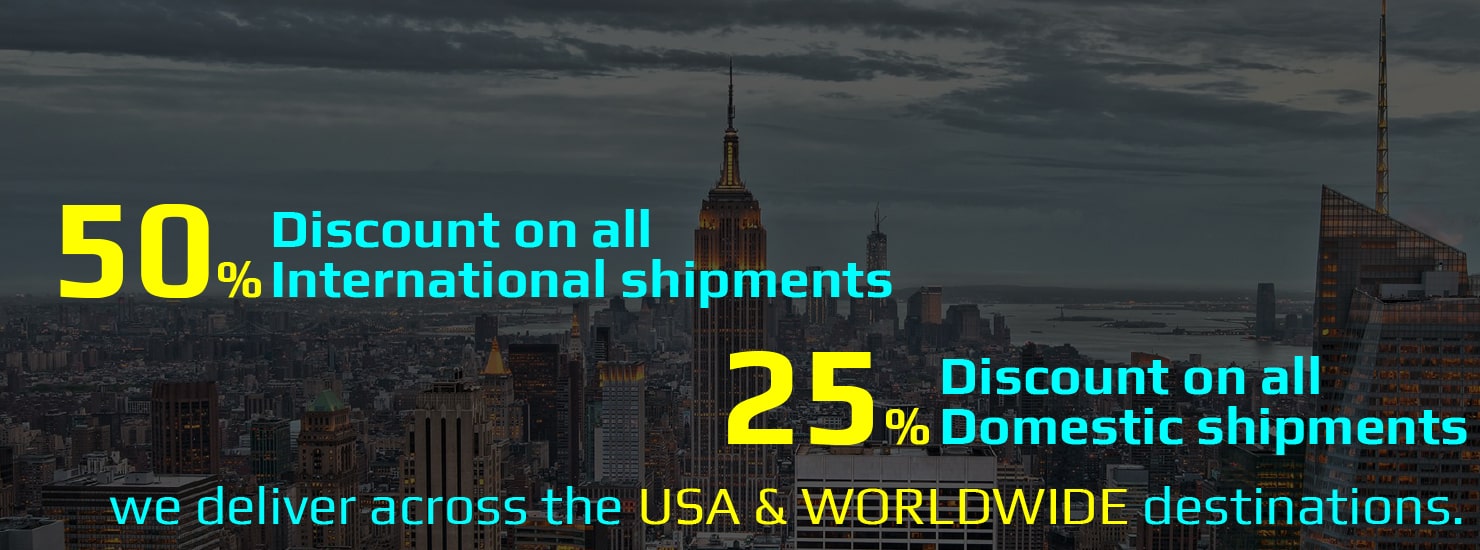 50% Discount on all
International shipments
25% Discount on all
Domestic shipments
we deliver across the USA & WORLDWIDE destinations.